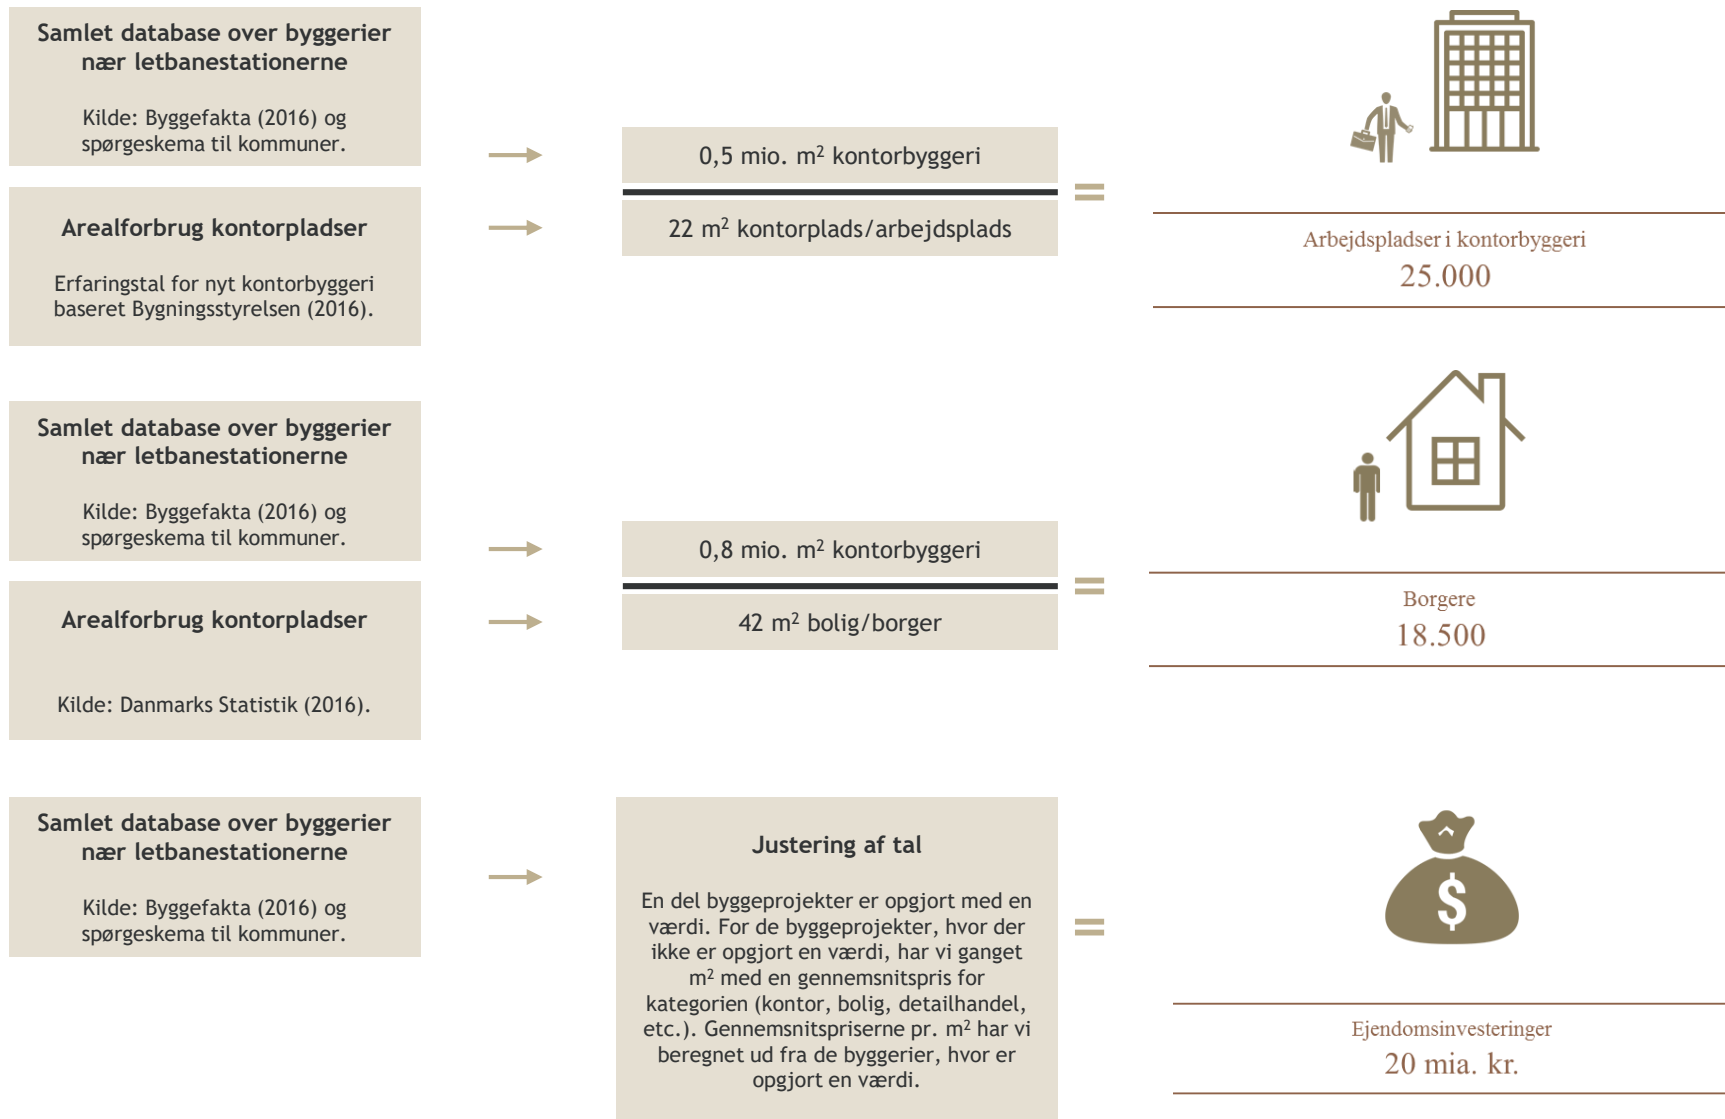 Samlet database over byggerier
nær letbanestationerne
Kilde: Byggefakta (2016) og
spørgeskema til kommuner.
Arealforbrug kontorpladser
Erfaringstal for nyt kontorbyggeri
baseret Bygningsstyrelsen (2016).
0,5 mio. m² kontorbyggeri
22 m² kontorplads/arbejdsplads
=
Arbejdspladser i kontorbyggeri
25.000
Samlet database over byggerier
nær letbanestationerne
Kilde: Byggefakta (2016) og
spørgeskema til kommuner.
Arealforbrug kontorpladser
Kilde: Danmarks Statistik (2016).
0,8 mio. m² kontorbyggeri
42 m² bolig/borger
=
Borgere
18.500
Samlet database over byggerier
nær letbanestationerne
Kilde: Byggefakta (2016) og
spørgeskema til kommuner.
Justering af tal
En del byggeprojekter er opgjort med en
værdi. For de byggeprojekter, hvor der
ikke er opgjort en værdi, har vi ganget
m² med en gennemsnitspris for
kategorien (kontor, bolig, detailhandel,
etc.). Gennemsnitspriserne pr. m² har vi
beregnet ud fra de byggerier, hvor er
opgjort en værdi.
=
$
Ejendomsinvesteringer
20 mia. kr.